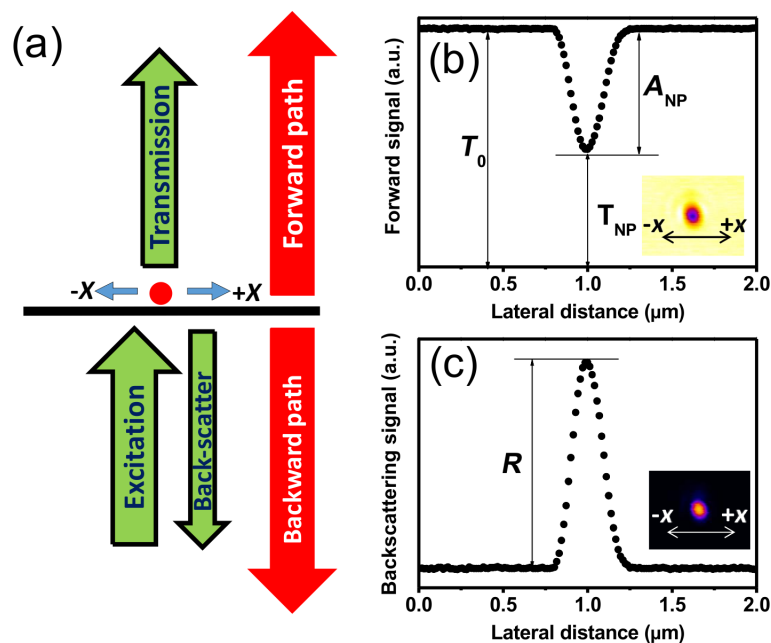 (a)
Transmission
Forward path
-X
+X
Excitation
Back-scatter
Backward path
(b)
Forward signal (a.u.)
T0
ANP
TNP
-x
+x
0.0 0.5 1.0 1.5 2.0
Lateral distance (µm)
(c)
Backscattering signal (a.u.)
R
-x
+x
0.0 0.5 1.0 1.5 2.0
Lateral distance (µm)